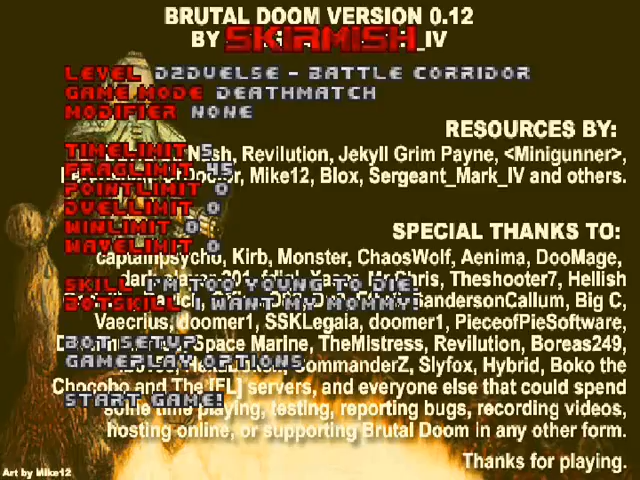 BRUTAL DOOM VERSION 0.12
BY SKIRMISH _IV
LEVEL D2DUELSE - BATTLE CORRIDOR
GAME MODE DEATHMATCH
MODIFIER NONE
RESOURCES BY:
TIMELIMIT 5
Revilution, Jekyll Grim Payne, <Minigunner>,
FRAGLIMIT 45
Mike12, Blox, Sergeant_Mark_IV and others.
POINTLIMIT 0
DUELLIMIT 0
SPECIAL THANKS TO:
WINLIMIT 0
WAVELIMIT 0
captainpsycho, Kirb, Monster, ChaosWolf, Aenima, DooMage,
Theshooter7, Hellish
SKILL I'M TOO YOUNG TO DIE.
BOTSKILL I WANT MY MOMMY!
SandersonCallum, Big C,
Vaecrius, doomer1, SSKLegaia, doomer1, PieceofPieSoftware,
BOT SETUP
Space Marine, TheMistress, Revilution, Boreas249,
GAMEPLAY OPTIONS
CommanderZ, Slyfox, Hybrid, Boko the
Chocobo and The [FL] servers, and everyone else that could spend
START GAME!
some time playing, testing, reporting bugs, recording videos,
hosting online, or supporting Brutal Doom in any other form.
Thanks for playing.
Art by Mike12